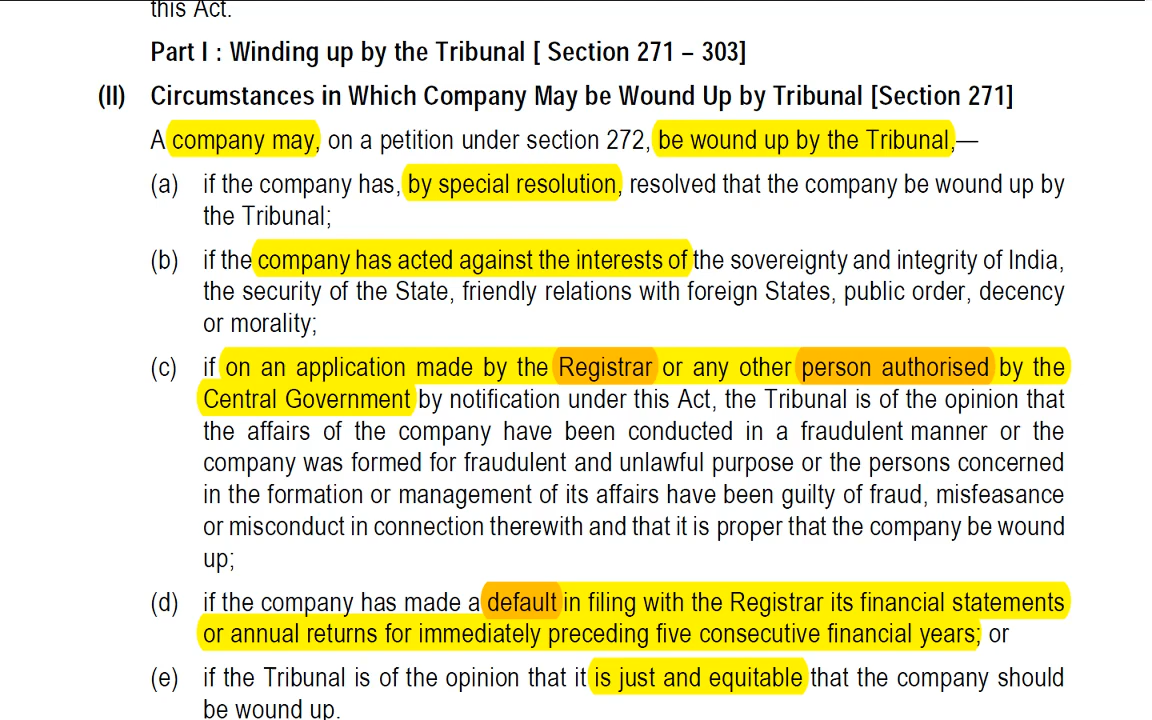 this Act.
Part I : Winding up by the Tribunal [ Section 271 – 303]
(II) Circumstances in Which Company May be Wound Up by Tribunal [Section 271]
A company may, on a petition under section 272, be wound up by the Tribunal,—
(a) if the company has, by special resolution, resolved that the company be wound up by
the Tribunal;
(b) if the company has acted against the interests of the sovereignty and integrity of India,
the security of the State, friendly relations with foreign States, public order, decency
or morality;
(c) if on an application made by the Registrar or any other person authorised by the
Central Government by notification under this Act, the Tribunal is of the opinion that
the affairs of the company have been conducted in a fraudulent manner or the
company was formed for fraudulent and unlawful purpose or the persons concerned
in the formation or management of its affairs have been guilty of fraud, misfeasance
or misconduct in connection therewith and that it is proper that the company be wound
up;
(d) if the company has made a default in filing with the Registrar its financial statements
or annual returns for immediately preceding five consecutive financial years; or
(e) if the Tribunal is of the opinion that it is just and equitable that the company should
be wound up.